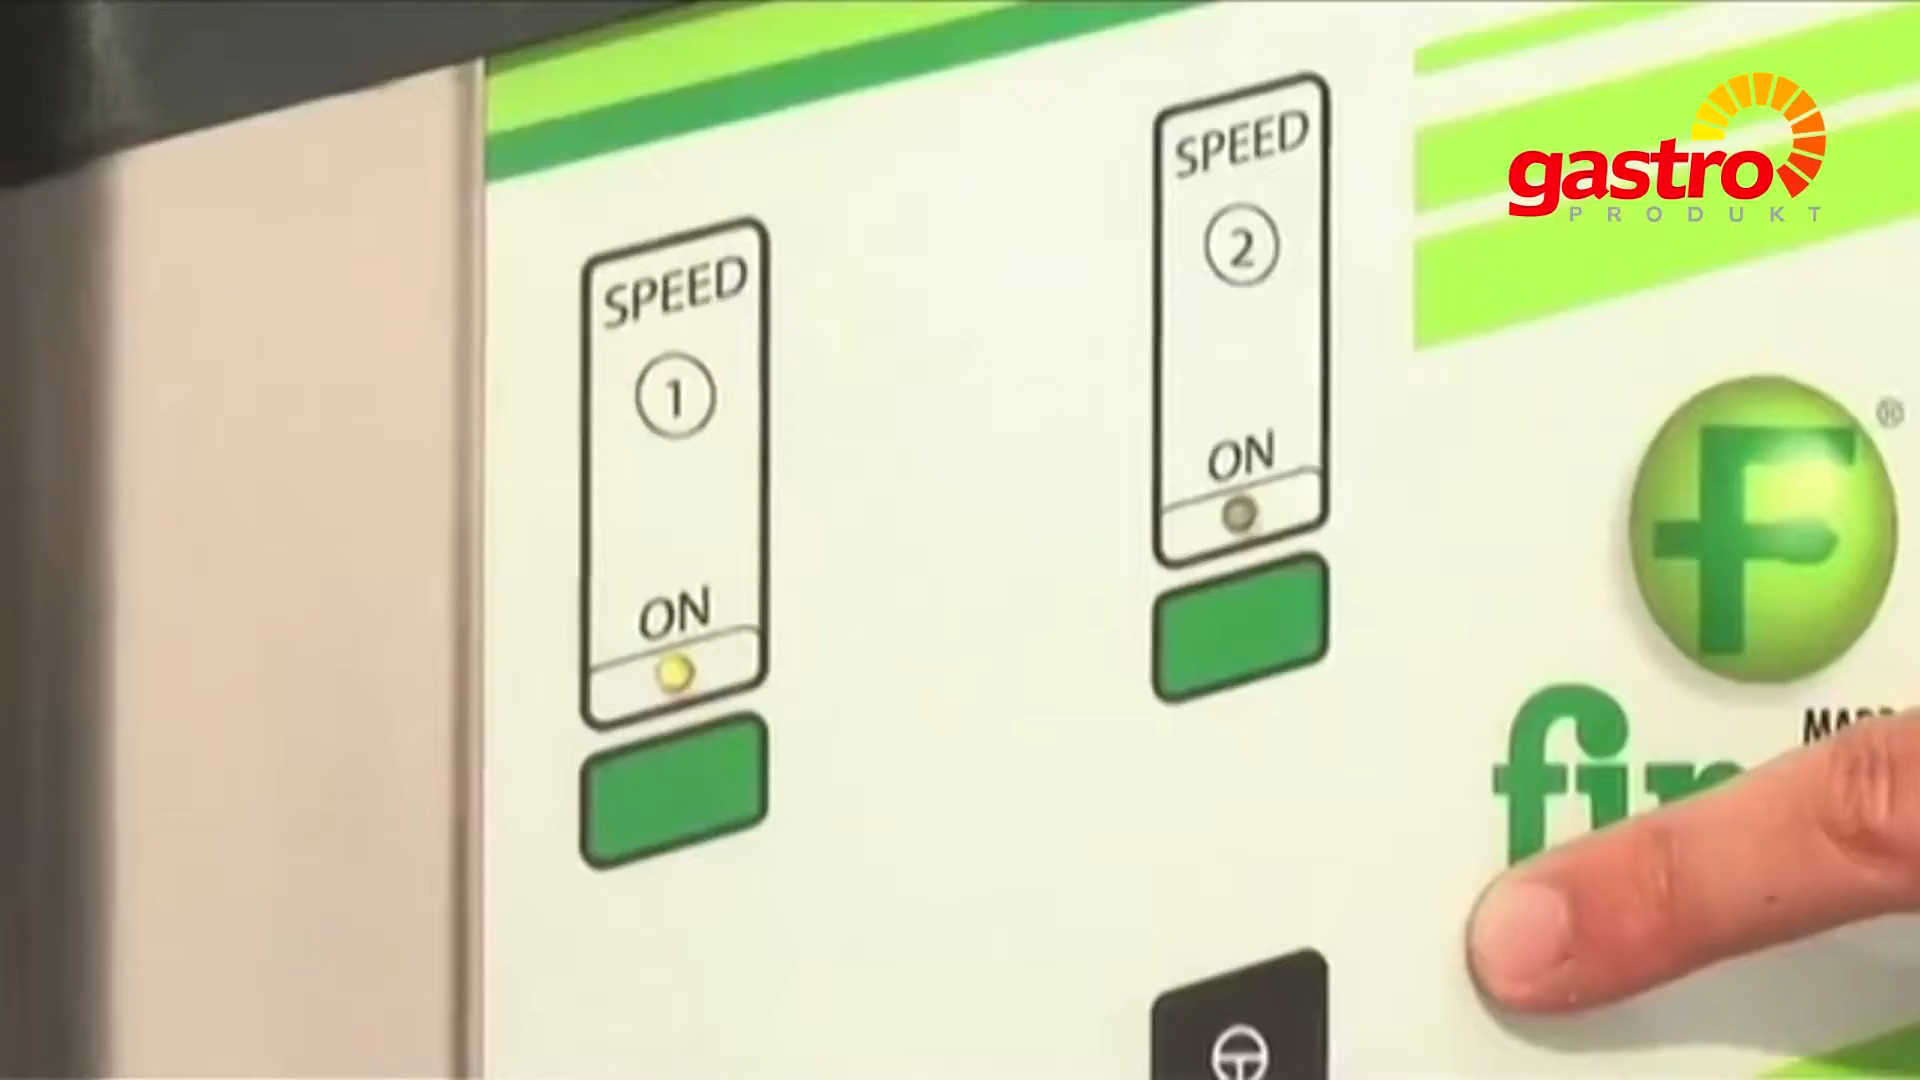 SPEED
1
ON
SPEED
2
ON
gastro
PRODUKT
F
®